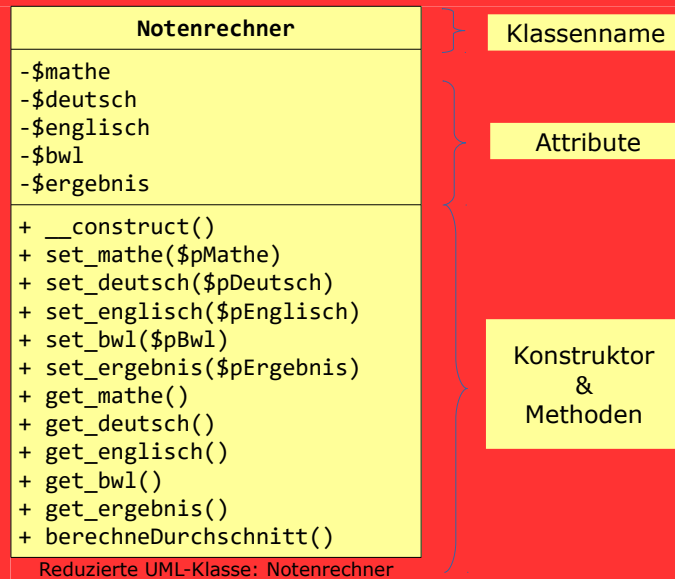 Notenrechner
-$mathe
-$deutsch
-$englisch
-$bwl
-$ergebnis
+ __construct()
+ set_mathe($pMathe)
+ set_deutsch($pDeutsch)
+ set_englisch($pEnglisch)
+ set_bwl($pBwl)
+ set_ergebnis($pErgebnis)
+ get_mathe()
+ get_deutsch()
+ get_englisch()
+ get_bwl()
+ get_ergebnis()
+ berechneDurchschnitt()
Reduzierte UML-Klasse: Notenrechner
Klassenname
Attribute
Konstruktor
&
Methoden